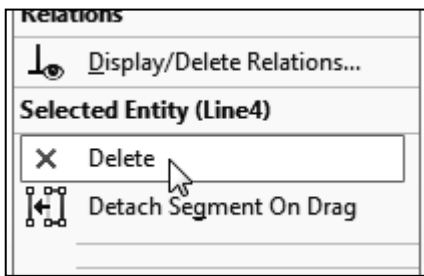 Relations
Display/Delete Relations...
Selected Entity (Line4)
Delete
Detach Segment On Drag